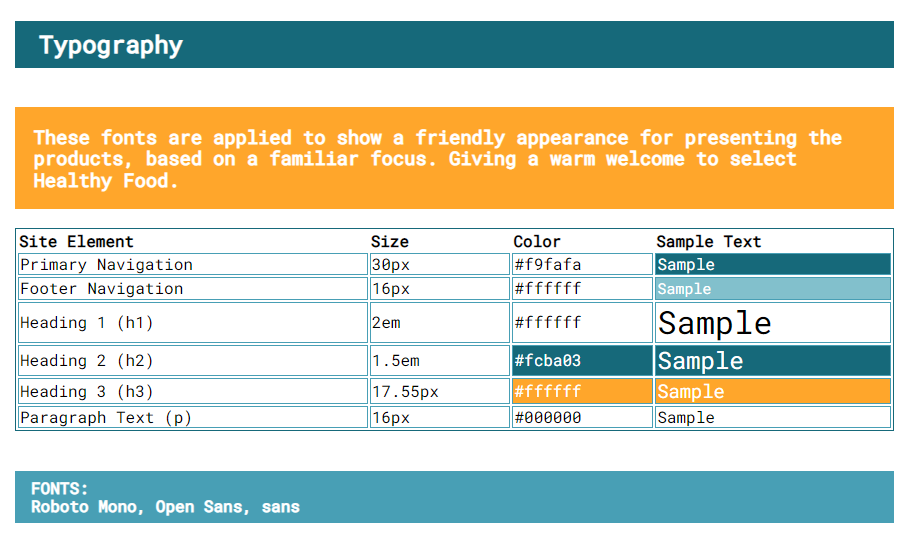 Typography
These fonts are applied to show a friendly appearance for presenting the
products, based on a familiar focus. Giving a warm welcome to select
Healthy Food.
Site Element Size Color Sample Text
Primary Navigation 30px #f9fafa Sample
Footer Navigation 16px #ffffff Sample
Heading 1 (h1) 2em #ffffff Sample
Heading 2 (h2) 1.5em #fcba03 Sample
Heading 3 (h3) 17.55px #ffffff Sample
Paragraph Text (p) 16px #000000 Sample
FONTS:
Roboto Mono, Open Sans, sans